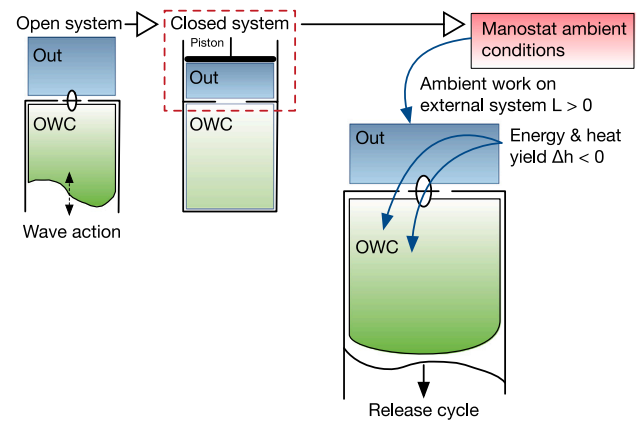 Open system
Closed system
Manostat ambient
conditions
Piston
Out
Out
OWC
OWC
Ambient work on
external system L > 0
Out
Energy & heat
yield Δh < 0
Wave action
OWC
Release cycle